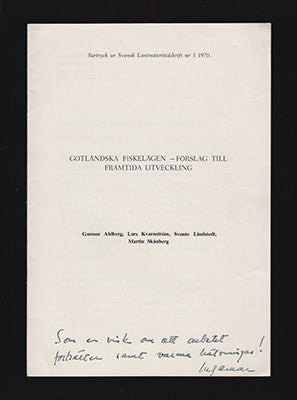 Särtryck ur Svensk Lantmäteritidskrift nr 3 1970.
GOTLÄNDSKA FISKELÄGEN – FÖRSLAG TILL
FRAMTIDA UTVECKLING
Gunnar Ahlberg, Lars Kvarnström, Svante Lindstedt,
Martin Skånberg
Som en vink om att arbetet
fortsätter samt varma hälsningar!
Ingemar